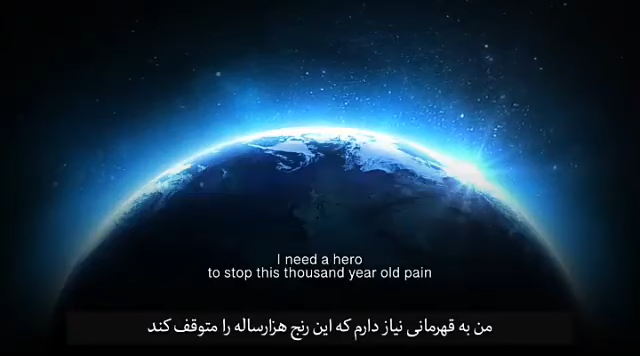 I need a hero
to stop this thousand year old pain
من به قهرمانی نیاز دارم که این رنج هزارساله را متوقف کند